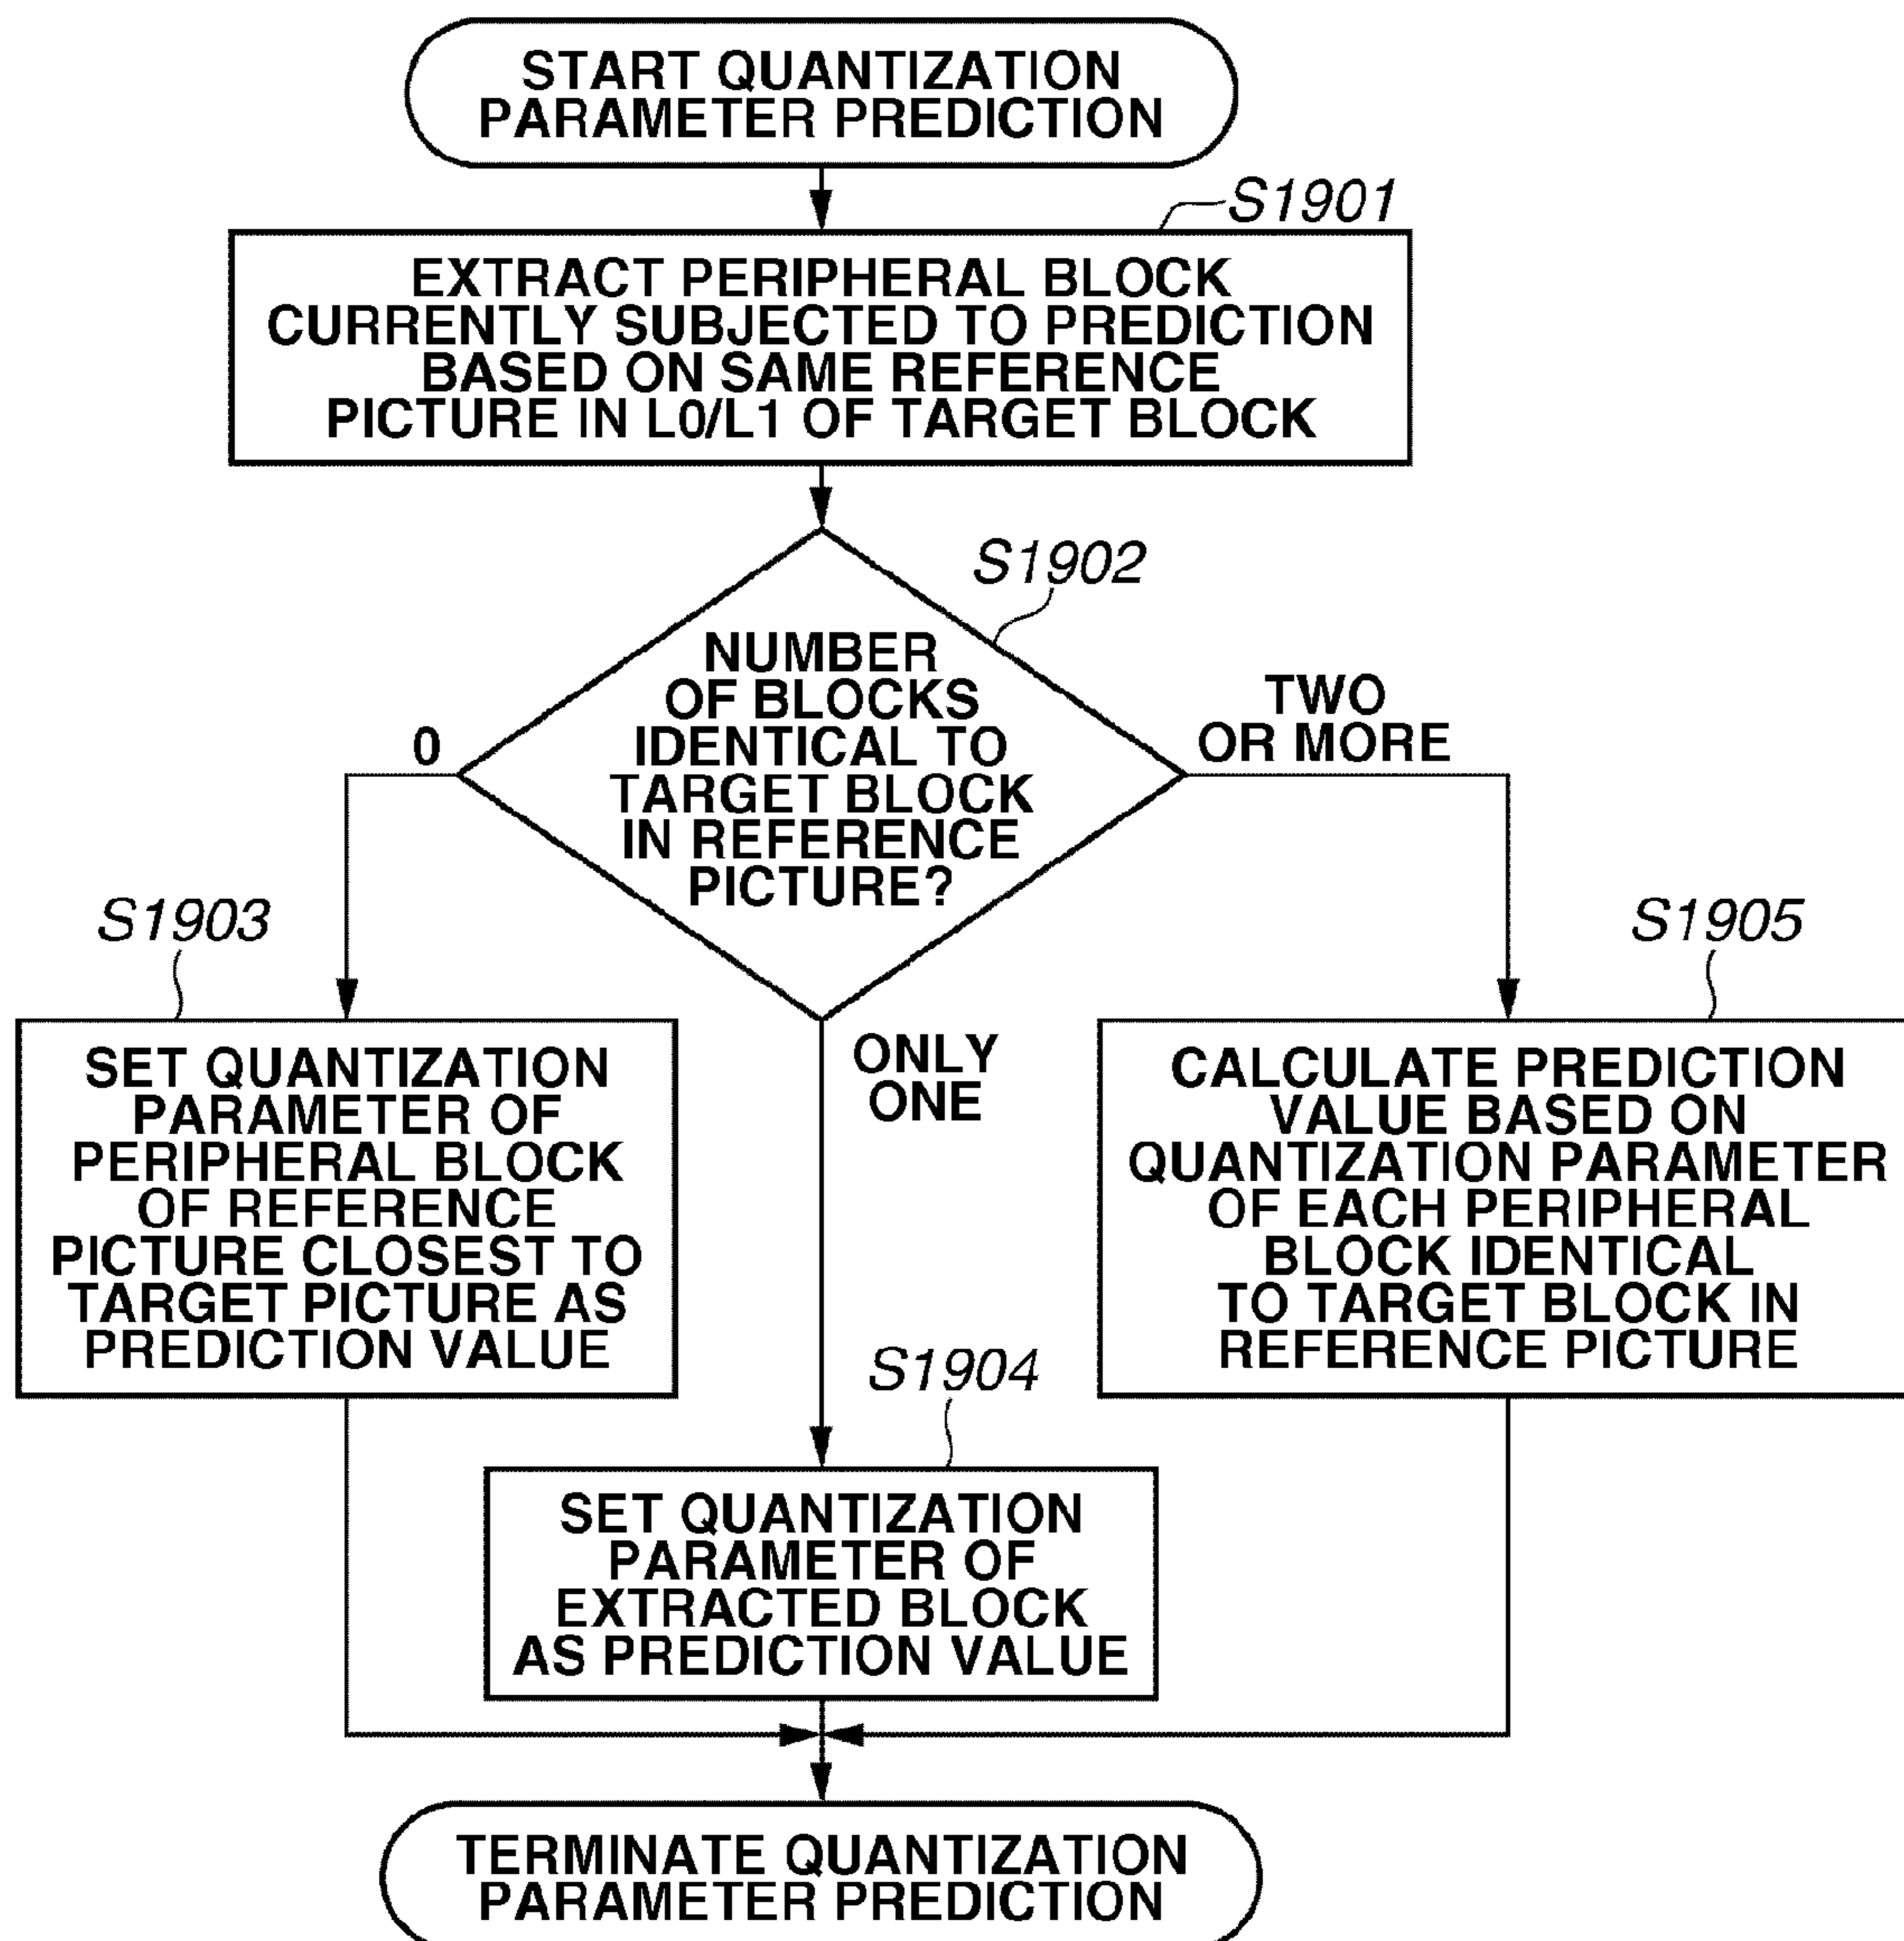 START QUANTIZATION
PARAMETER PREDICTION
S1901
EXTRACT PERIPHERAL BLOCK
CURRENTLY SUBJECTED TO PREDICTION
BASED ON SAME REFERENCE
PICTURE IN L0/L1 OF TARGET BLOCK
S1902
NUMBER
OF BLOCKS
IDENTICAL TO
TARGET BLOCK
IN REFERENCE
PICTURE?
0
TWO
OR MORE
ONLY
ONE
S1903
SET QUANTIZATION
PARAMETER OF
PERIPHERAL BLOCK
OF REFERENCE
PICTURE CLOSEST TO
TARGET PICTURE AS
PREDICTION VALUE
S1905
CALCULATE PREDICTION
VALUE BASED ON
QUANTIZATION PARAMETER
OF EACH PERIPHERAL
BLOCK IDENTICAL
TO TARGET BLOCK IN
REFERENCE PICTURE
S1904
SET QUANTIZATION
PARAMETER OF
EXTRACTED BLOCK
AS PREDICTION VALUE
TERMINATE QUANTIZATION
PARAMETER PREDICTION